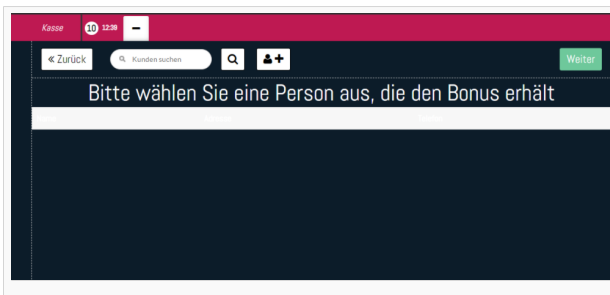 Kasse 10 12:39
« Zurück Kunden suchen Weiter
Bitte wählen Sie eine Person aus, die den Bonus erhält